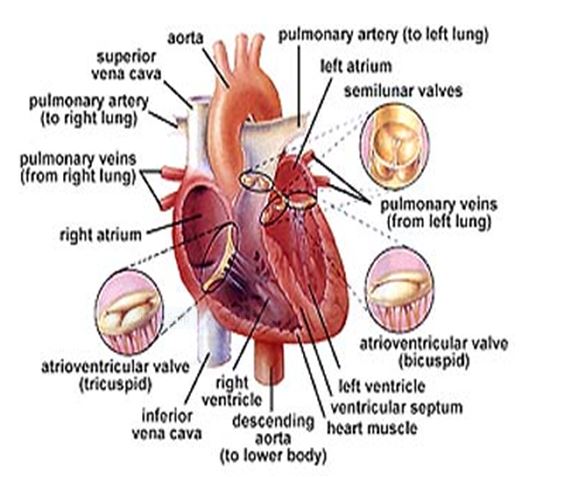 aorta
pulmonary artery (to left lung)
superior
vena cava
left atrium
semilunar valves
pulmonary artery
(to right lung)
pulmonary veins
(from right lung)
pulmonary veins
(from left lung)
right atrium
atrioventricular valve
(bicuspid)
atrioventricular valve
(tricuspid)
right
ventricle
left ventricle
ventricular septum
heart muscle
inferior
vena cava
descending
aorta
(to lower body)